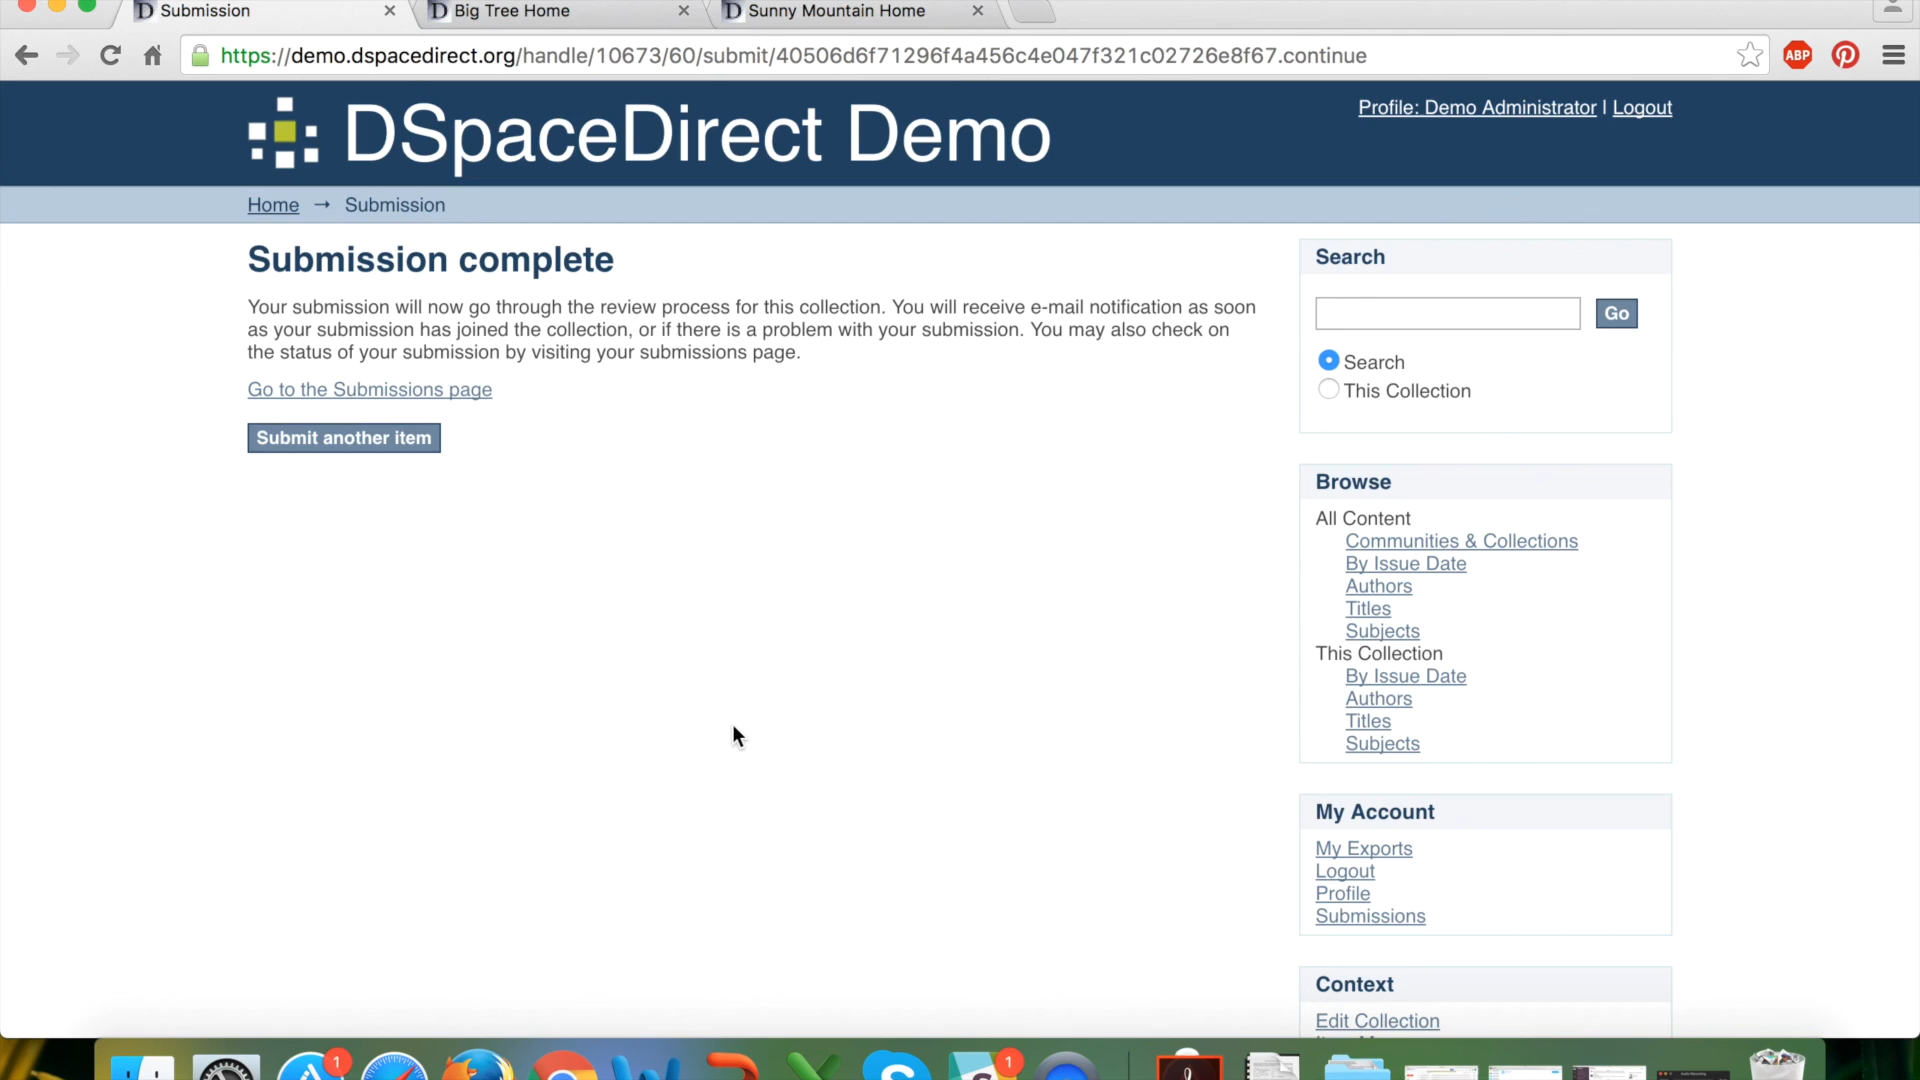 Submission
Big Tree Home
Sunny Mountain Home
https://demo.dspacedirect.org/handle/10673/60/submit/40506d6f71296f4a456c4e047f321c02726e8f67.continue
ABP
DSpaceDirect Demo
Profile: Demo Administrator | Logout
Home → Submission
Submission complete
Your submission will now go through the review process for this collection. You will receive e-mail notification as soon
as your submission has joined the collection, or if there is a problem with your submission. You may also check on
the status of your submission by visiting your submissions page.
Go to the Submissions page
Submit another item
Search
Go
Search
This Collection
Browse
All Content
Communities & Collections
By Issue Date
Authors
Titles
Subjects
This Collection
By Issue Date
Authors
Titles
Subjects
My Account
My Exports
Logout
Profile
Submissions
Context
Edit Collection
1
1